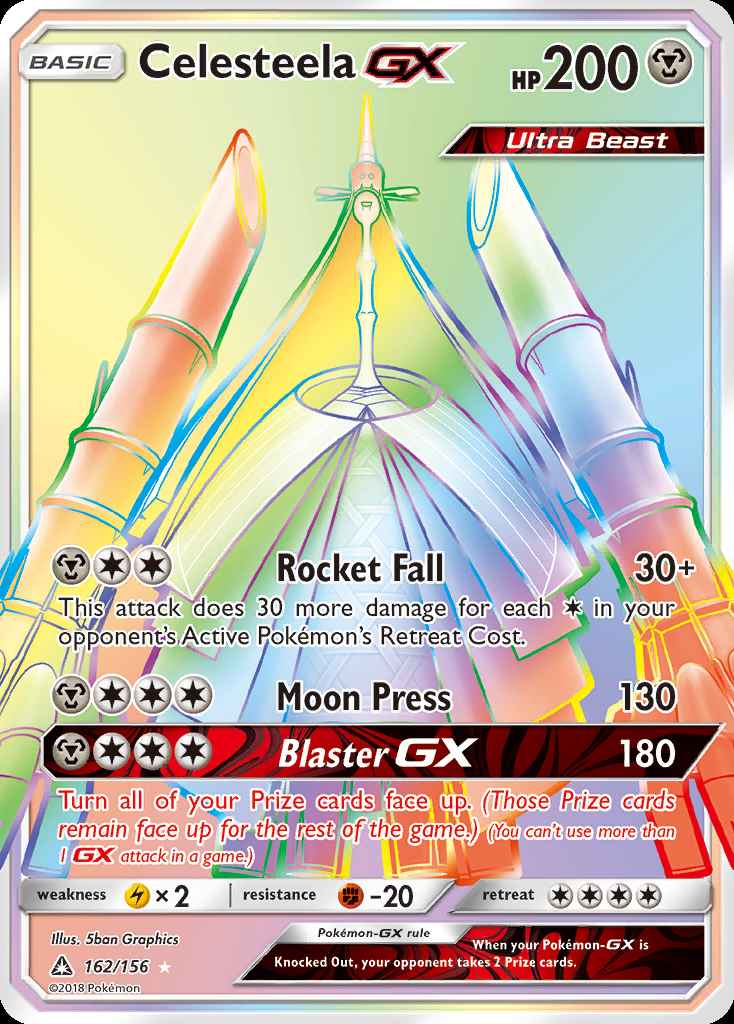 BASIC Celesteela GX HP 200
Ultra Beast
Rocket Fall 30+
This attack does 30 more damage for each in your
opponent's Active Pokémon's Retreat Cost.
Moon Press 130
Blaster GX 180
Turn all of your Prize cards face up. (Those Prize cards
remain face up for the rest of the game.) (You can't use more than
1 GX attack in a game.)
weakness ×2 resistance -20 retreat
Illus. 5ban Graphics
Pokémon-GX rule
When your Pokémon-GX is
Knocked Out, your opponent takes 2 Prize cards.
162/156
©2018 Pokémon